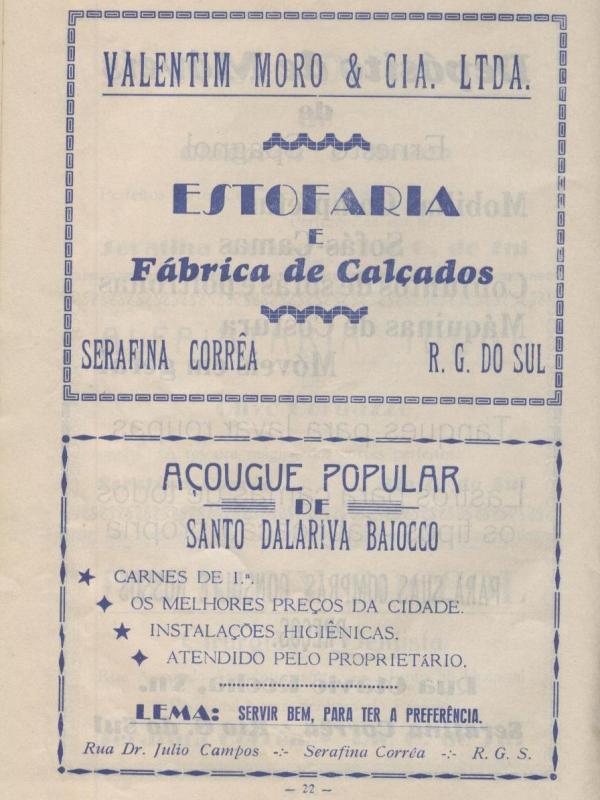 VALENTIM MORO & CIA. LTDA.
ESTOFARIA
E
Fábrica de Calçados
SERAFINA CORRÊA R. G. DO SUL
AÇOUGUE POPULAR
DE
SANTO DALARIVA BAIOCCO
CARNES DE 1.ª
OS MELHORES PREÇOS DA CIDADE.
INSTALAÇÕES HIGIÊNICAS.
ATENDIDO PELO PROPRIETÁRIO.
LEMA: SERVIR BEM, PARA TER A PREFERÊNCIA.
Rua Dr. Julio Campos -:- Serafina Corrêa -:- R. G. S.
— 22 —